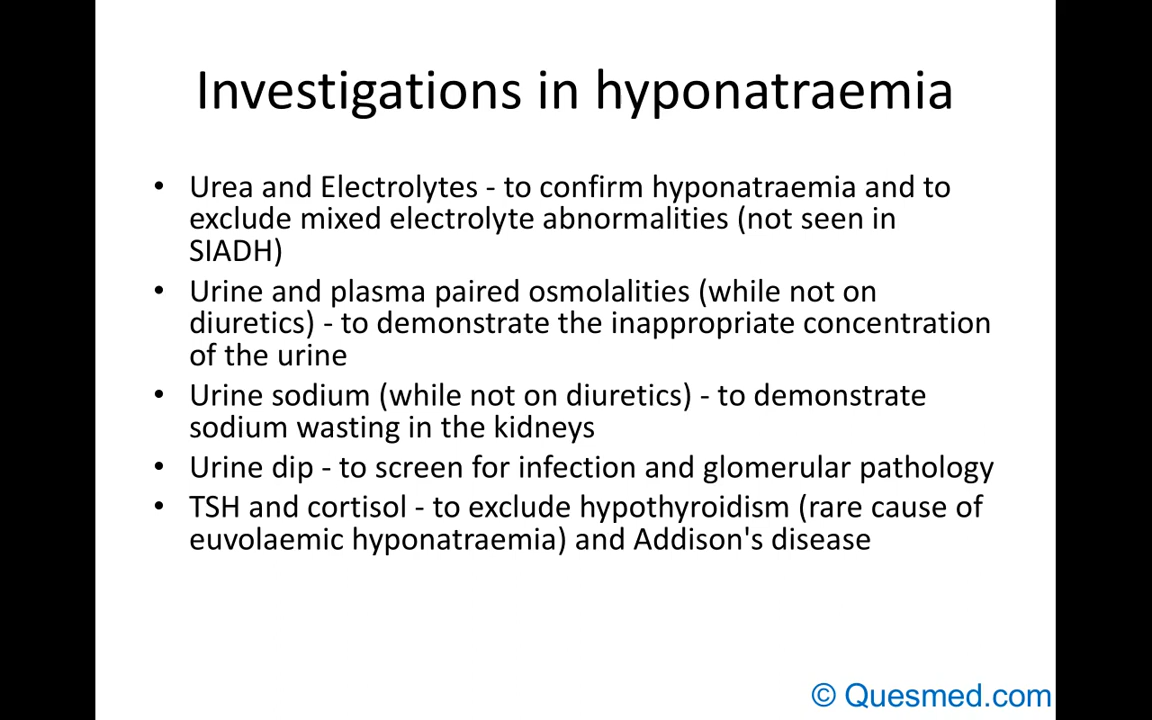 Investigations in hyponatraemia
• Urea and Electrolytes - to confirm hyponatraemia and to
exclude mixed electrolyte abnormalities (not seen in
SIADH)
• Urine and plasma paired osmolalities (while not on
diuretics) - to demonstrate the inappropriate concentration
of the urine
• Urine sodium (while not on diuretics) - to demonstrate
sodium wasting in the kidneys
• Urine dip - to screen for infection and glomerular pathology
• TSH and cortisol - to exclude hypothyroidism (rare cause of
euvolaemic hyponatraemia) and Addison's disease
© Quesmed.com